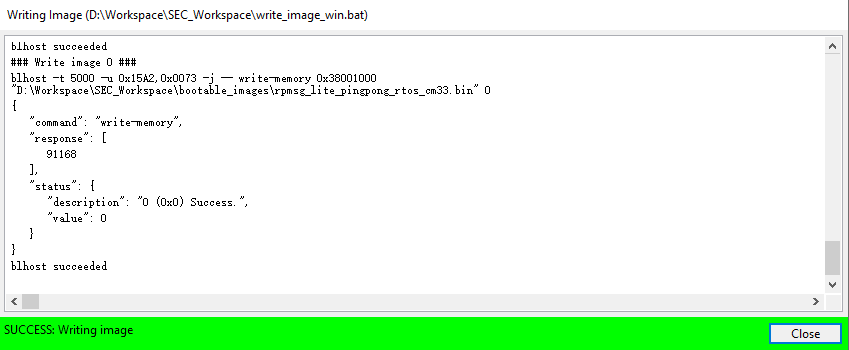 Writing Image (D:\Workspace\SEC_Workspace\write_image_win.bat)
blhost succeeded
### Write image 0 ###
blhost -t 5000 -u 0x15A2,0x0073 -j -- write-memory 0x38001000
"D:\Workspace\SEC_Workspace\bootable_images\rpmsg_lite_pingpong_rtos_cm33.bin" 0
{
"command": "write-memory",
"response": [
91168
],
"status": {
"description": "0 (0x0) Success.",
"value": 0
}
}
blhost succeeded
SUCCESS: Writing image
Close